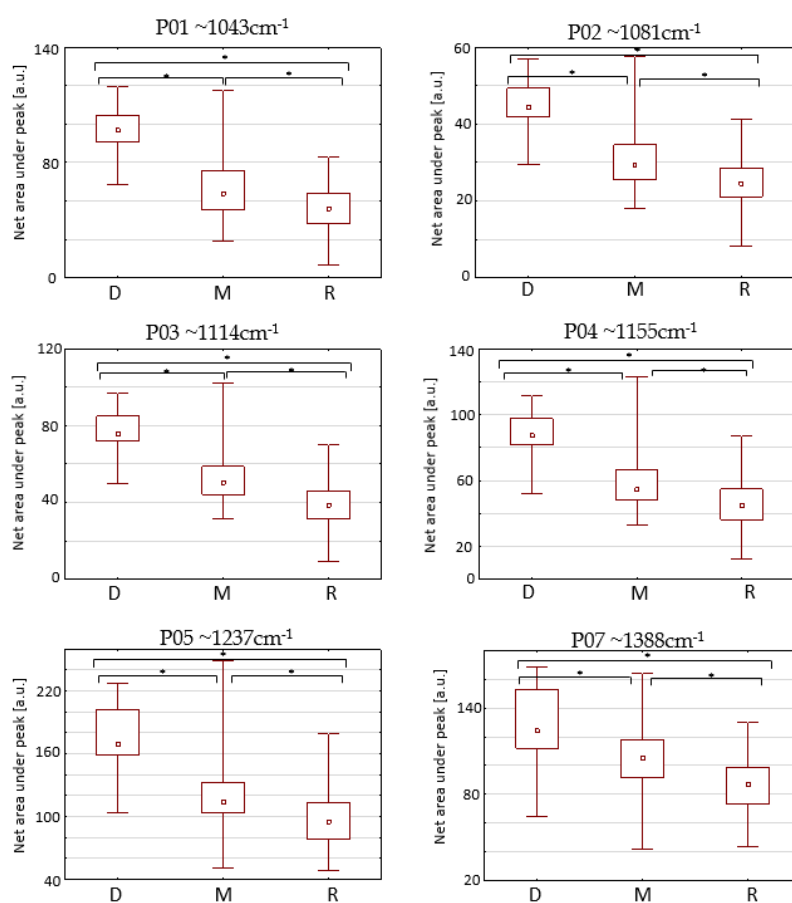 P01 ~1043cm⁻¹
Net area under peak [a.u.]
140
80
0
* * *
D M R
P02 ~1081cm⁻¹
Net area under peak [a.u.]
60
40
20
0
* * *
D M R
P03 ~1114cm⁻¹
Net area under peak [a.u.]
120
80
40
0
* * *
D M R
P04 ~1155cm⁻¹
Net area under peak [a.u.]
140
100
60
20
0
* * *
D M R
P05 ~1237cm⁻¹
Net area under peak [a.u.]
220
160
100
40
* * *
D M R
P07 ~1388cm⁻¹
Net area under peak [a.u.]
140
80
20
* * *
D M R